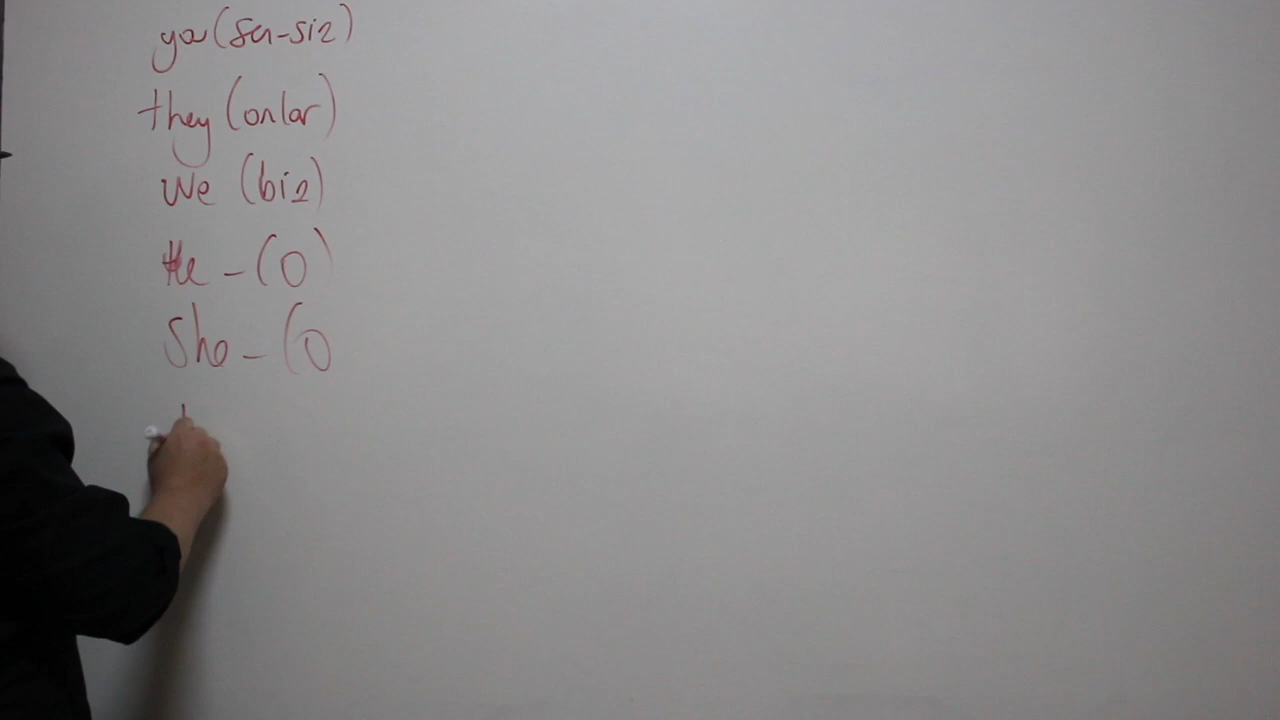 you (sen-siz)
they (onlar)
We (biz)
He - (O)
She - (O